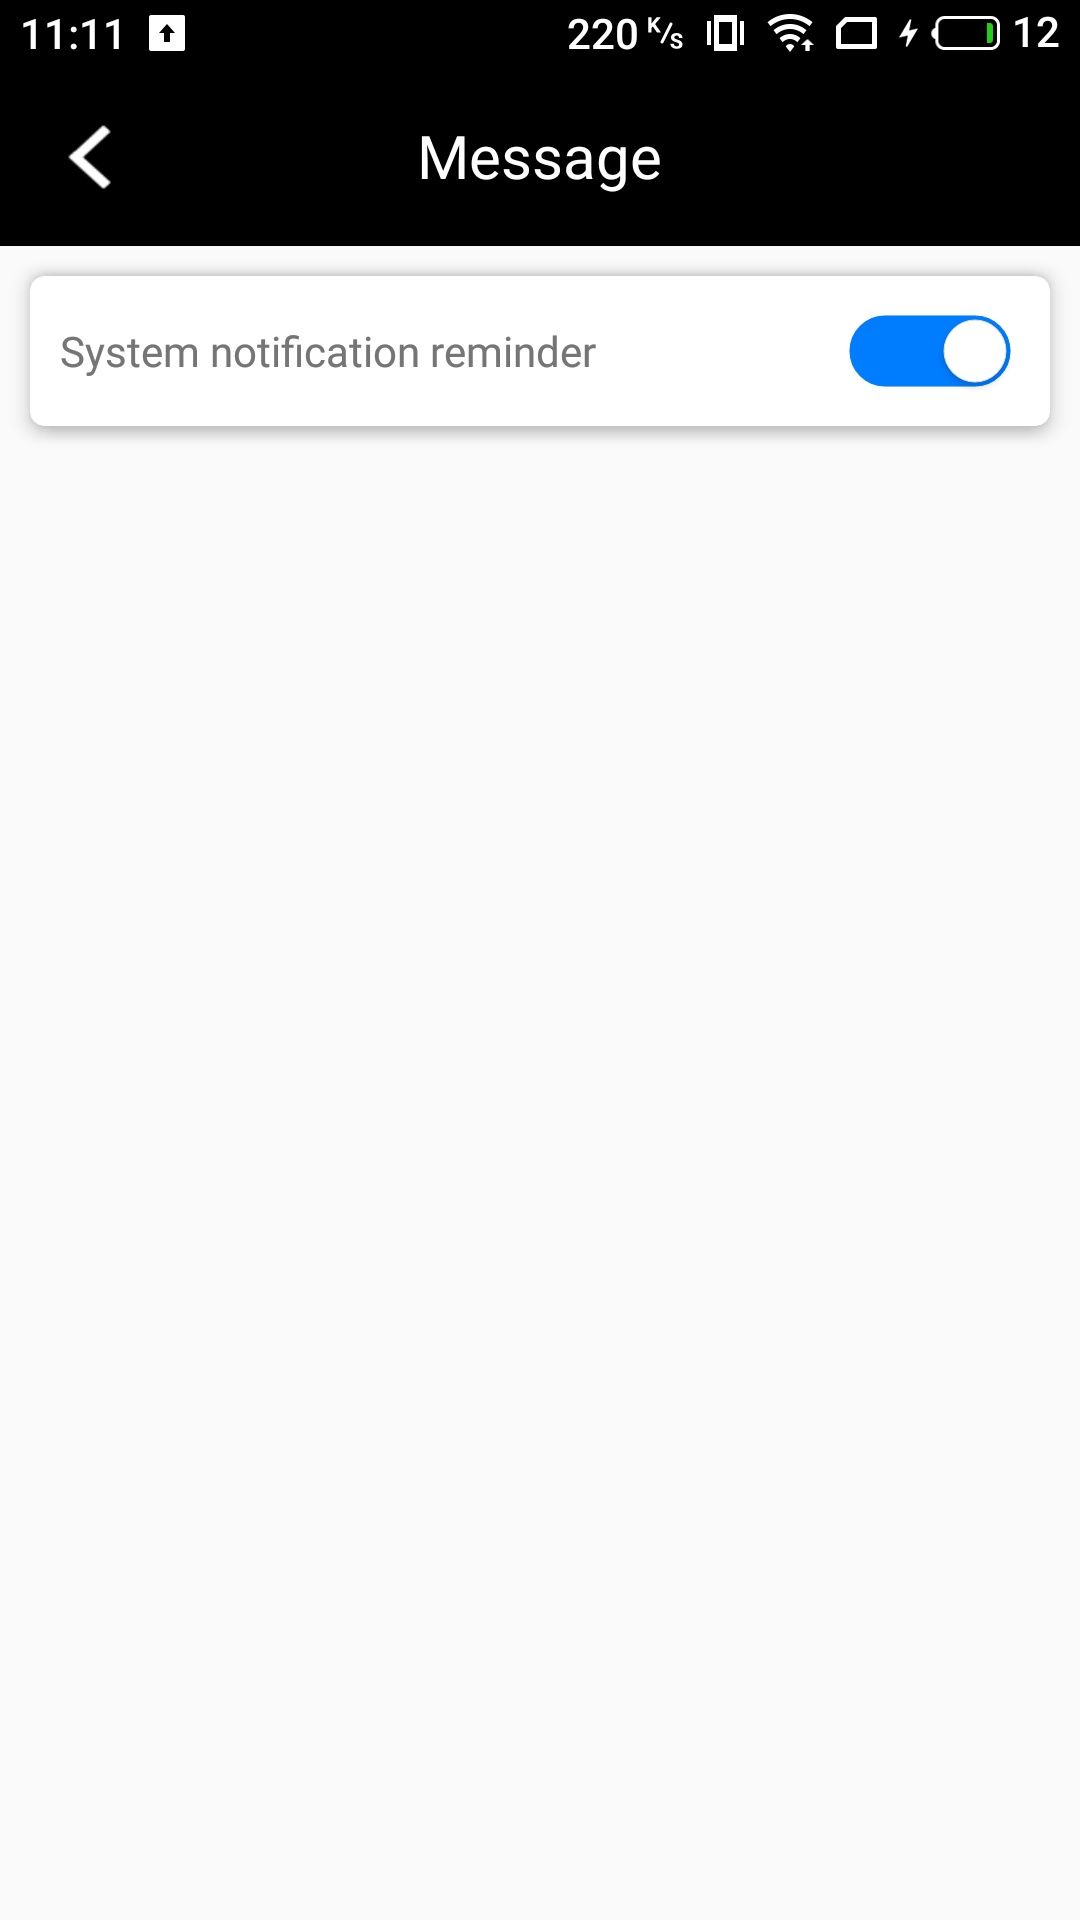 11:11 220 K/s 12
Message
System notification reminder